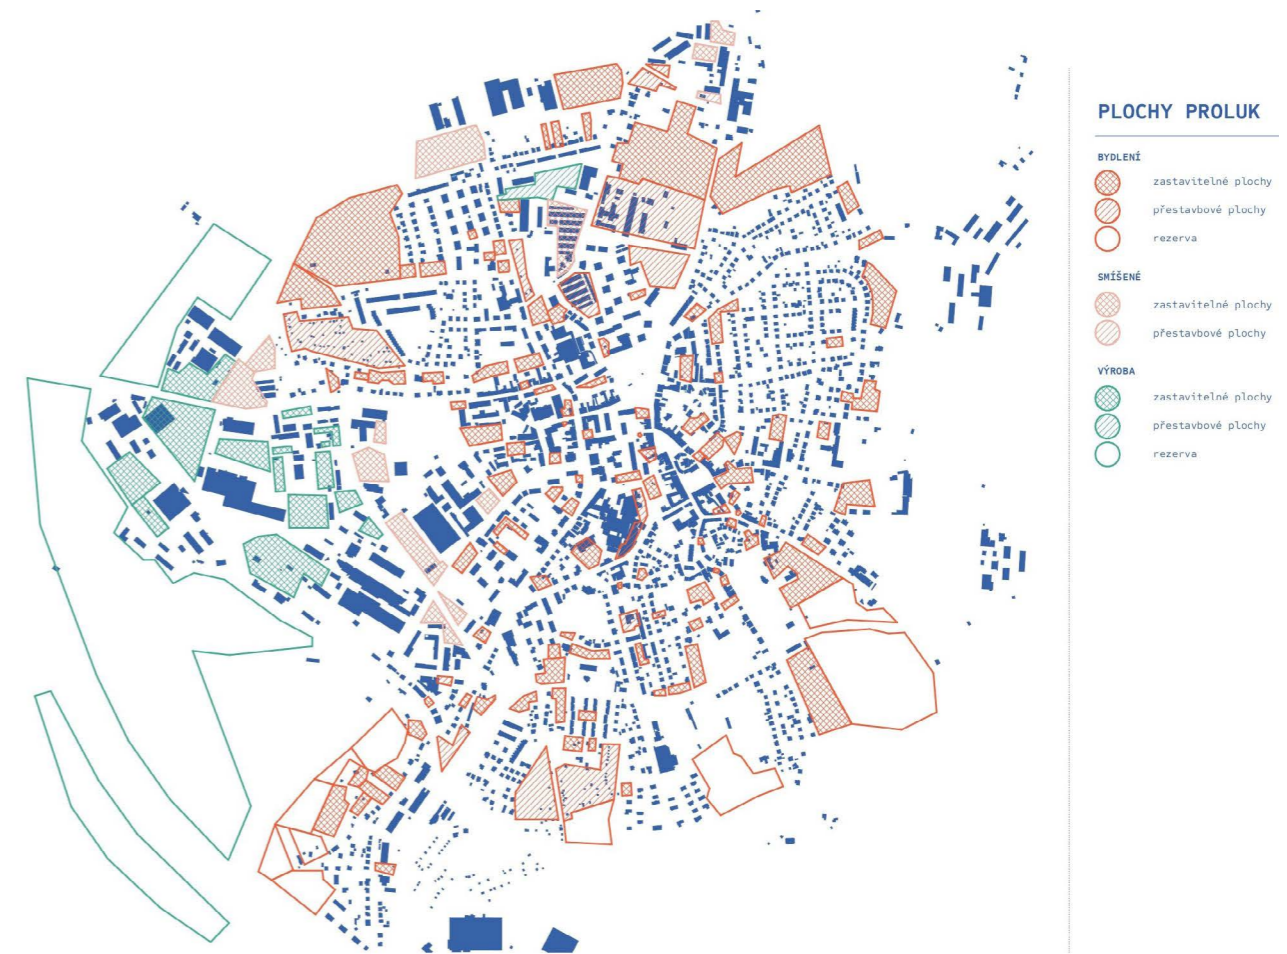 PLOCHY PROLUK
BYDLENÍ
zastavitelné plochy
přestavbové plochy
rezerva
SMÍŠENÉ
zastavitelné plochy
přestavbové plochy
VÝROBA
zastavitelné plochy
přestavbové plochy
rezerva